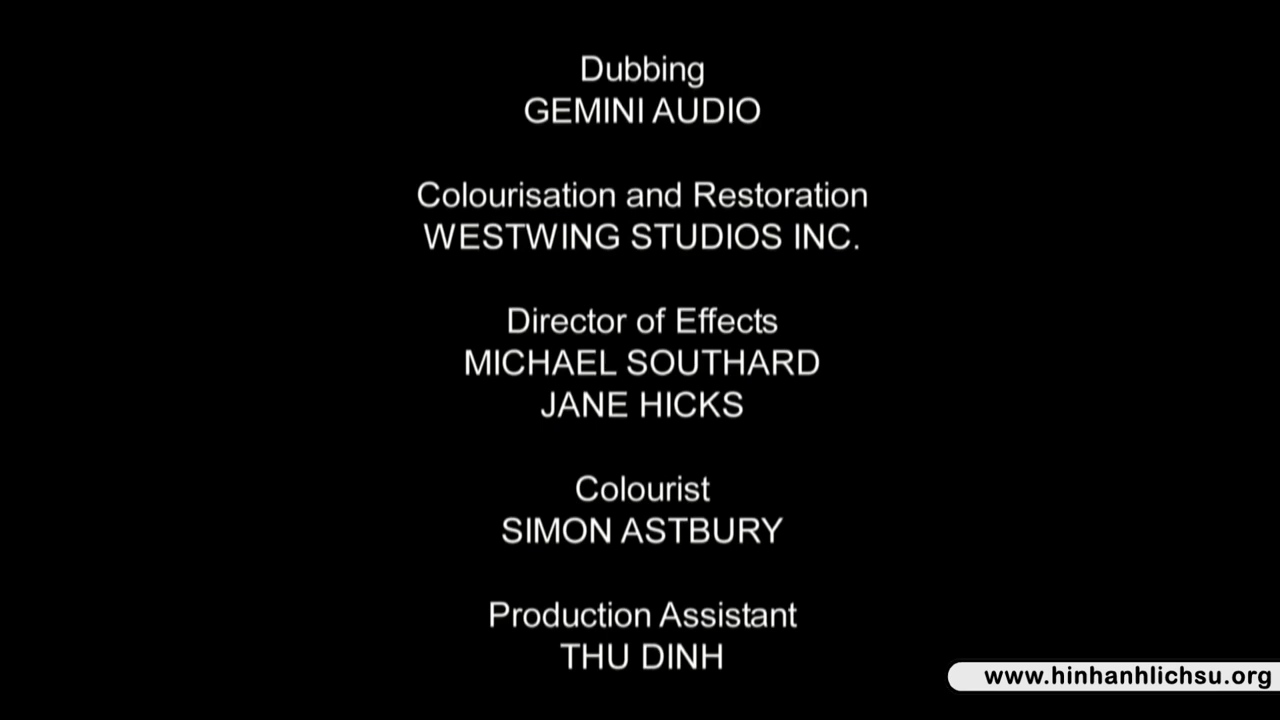 Dubbing
GEMINI AUDIO
Colourisation and Restoration
WESTWING STUDIOS INC.
Director of Effects
MICHAEL SOUTHARD
JANE HICKS
Colourist
SIMON ASTBURY
Production Assistant
THU DINH
www.hinhanhlichsu.org